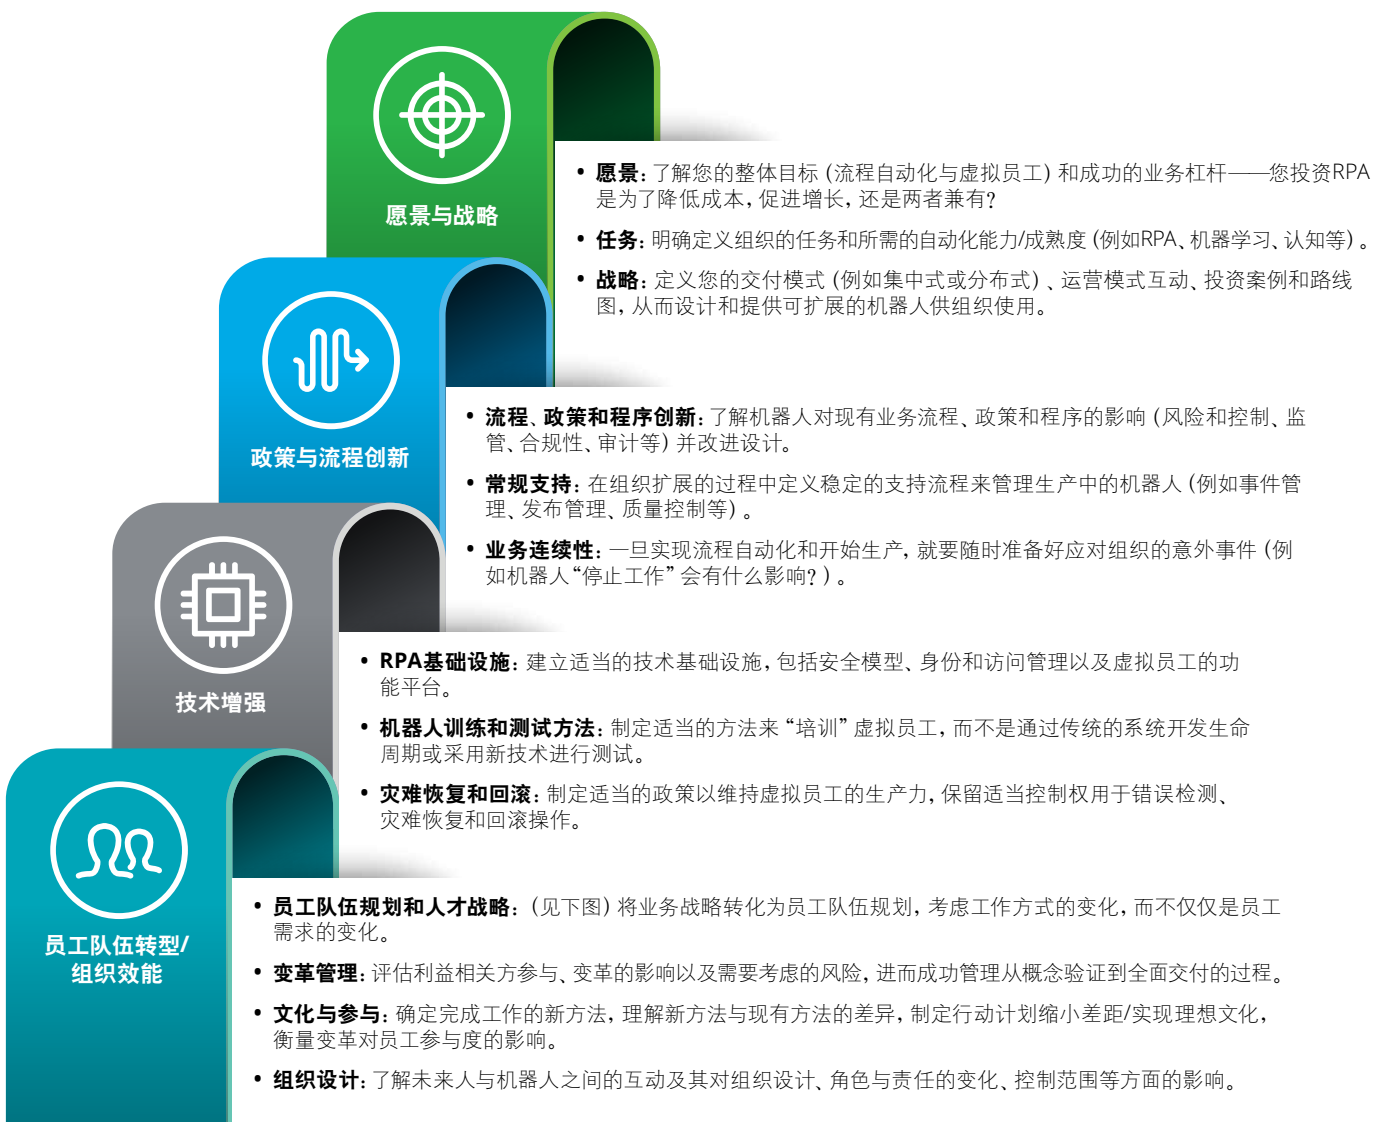 愿景与战略
• 愿景：了解您的整体目标（流程自动化与虚拟员工）和成功的业务杠杆——您投资RPA
是为了降低成本，促进增长，还是两者兼有？
• 任务：明确定义组织的任务和所需的自动化能力/成熟度（例如RPA、机器学习、认知等）。
• 战略：定义您的交付模式（例如集中式或分布式）、运营模式互动、投资案例和路线
图，从而设计和提供可扩展的机器人供组织使用。
政策与流程创新
• 流程、政策和程序创新：了解机器人对现有业务流程、政策和程序的影响（风险和控制、监
管、合规性、审计等）并改进设计。
• 常规支持：在组织扩展的过程中定义稳定的支持流程来管理生产中的机器人（例如事件管
理、发布管理、质量控制等）。
• 业务连续性：一旦实现流程自动化和开始生产，就要随时准备好应对组织的意外事件（例
如机器人“停止工作”会有什么影响？）。
技术增强
• RPA基础设施：建立适当的技术基础设施，包括安全模型、身份和访问管理以及虚拟员工的功
能平台。
• 机器人训练和测试方法：制定适当的方法来“培训”虚拟员工，而不是通过传统的系统开发生命
周期或采用新技术进行测试。
• 灾难恢复和回滚：制定适当的政策以维持虚拟员工的生产力，保留适当控制权用于错误检测、
灾难恢复和回滚操作。
员工队伍转型/
组织效能
• 员工队伍规划和人才战略：（见下图）将业务战略转化为员工队伍规划，考虑工作方式的变化，而不仅仅是员工
需求的变化。
• 变革管理：评估利益相关方参与、变革的影响以及需要考虑的风险，进而成功管理从概念验证到全面交付的过程。
• 文化与参与：确定完成工作的新方法，理解新方法与现有方法的差异，制定行动计划缩小差距/实现理想文化，
衡量变革对员工参与度的影响。
• 组织设计：了解未来人与机器人之间的互动及其对组织设计、角色与责任的变化、控制范围等方面的影响。